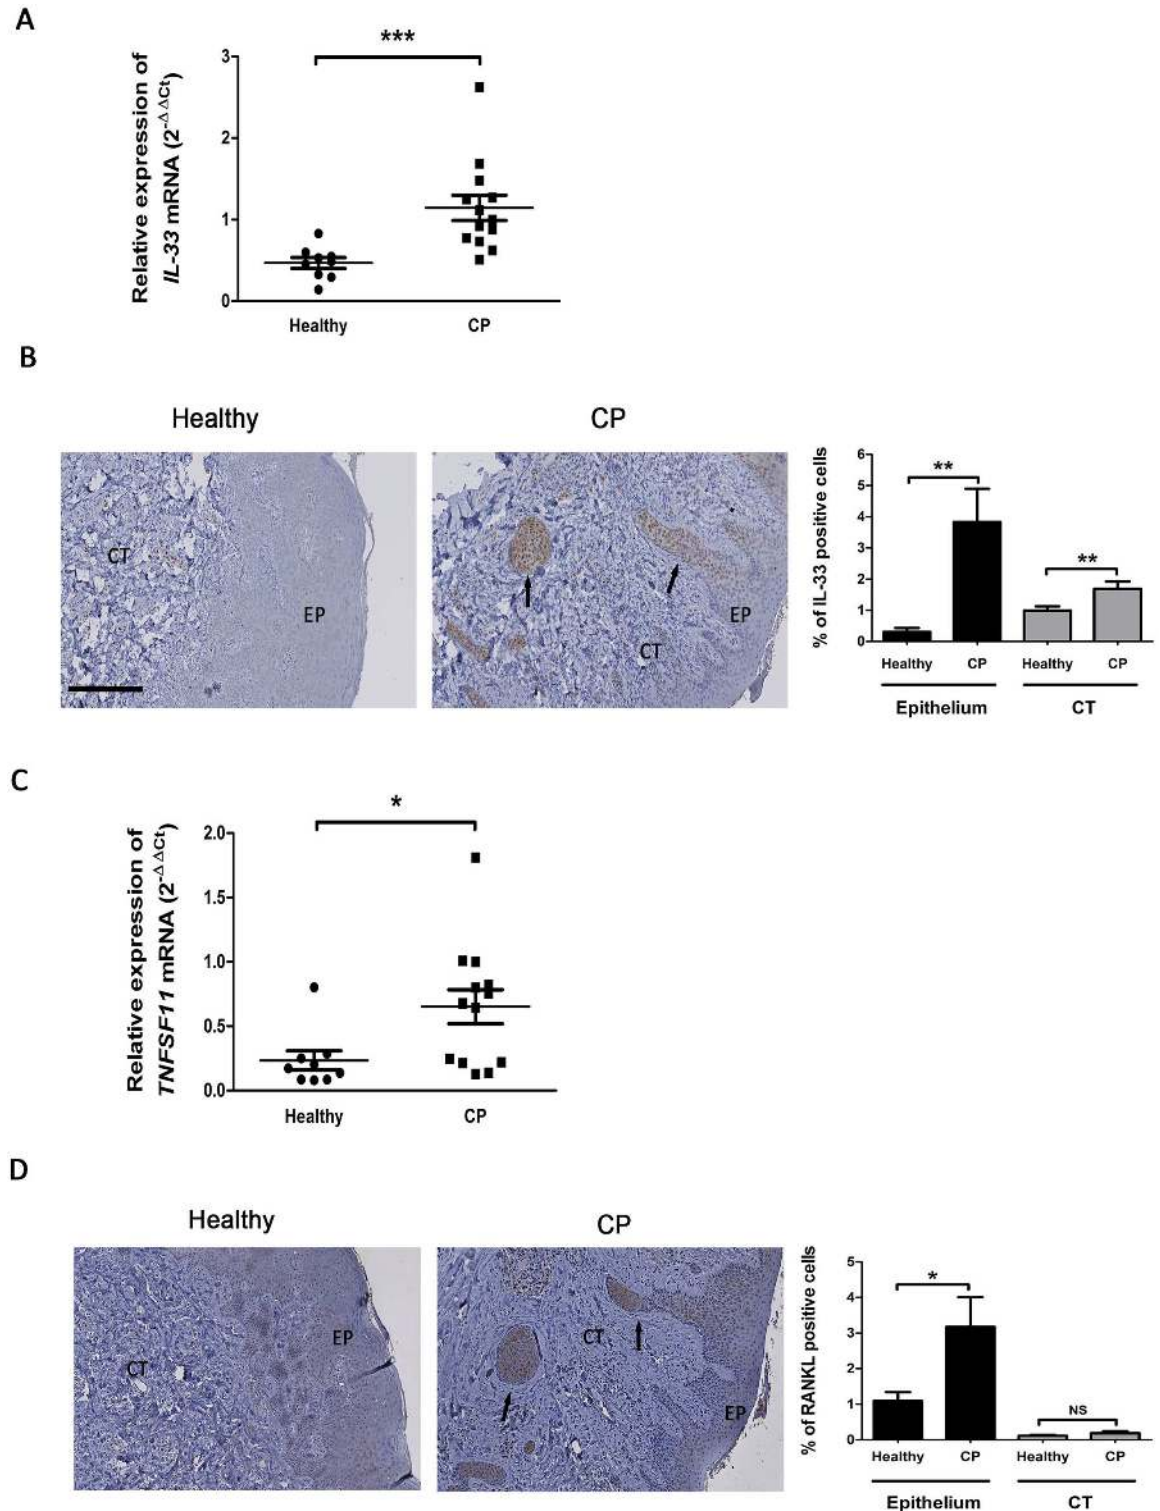 A
***
Relative expression of
IL-33 mRNA (2-ΔΔCt)
3
2
1
0
Healthy
CP
B
Healthy
CP
CT
EP
CT
EP
% of IL-33 positive cells
6
5
4
3
2
1
0
**
**
Healthy
CP
Healthy
CP
Epithelium
CT
C
*
Relative expression of
TNFSF11 mRNA (2-ΔΔCt)
2.0
1.5
1.0
0.5
0.0
Healthy
CP
D
Healthy
CP
CT
EP
CT
EP
% of RANKL positive cells
5
4
3
2
1
0
*
NS
Healthy
CP
Healthy
CP
Epithelium
CT